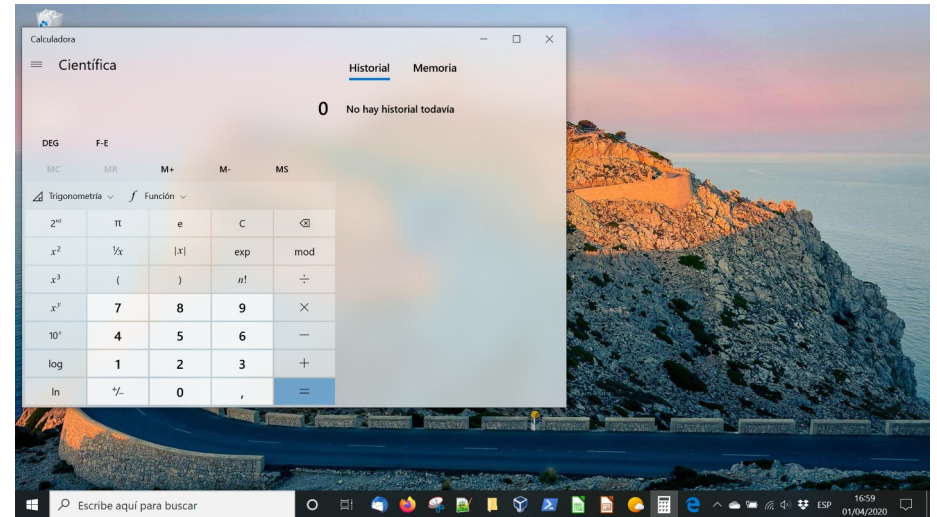 Calculadora
Científica
Historial Memoria
0
No hay historial todavía
DEG F-E
MC MR M+ M- MS
Trigonometría f Función
2ⁿᵈ π e C
x² ¹/x |x| exp mod
x³ ( ) n! ÷
xʸ 7 8 9 ×
10ˣ 4 5 6 −
log 1 2 3 +
ln +/− 0 , =
Escribe aquí para buscar
ESP
16:59
01/04/2020